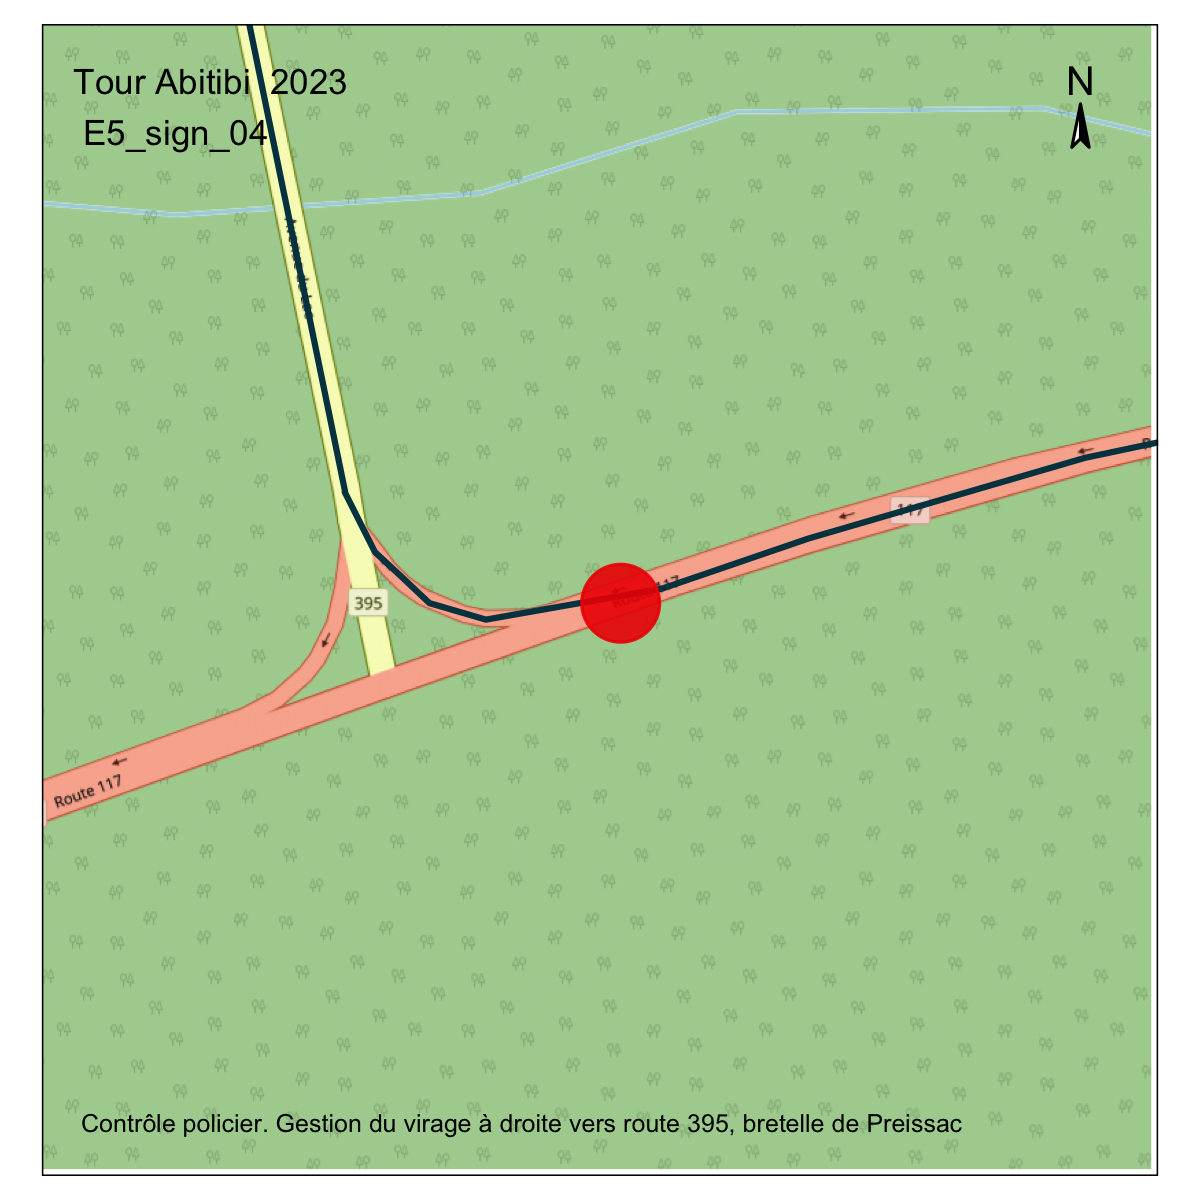 Tour Abitibi 2023
E5_sign_04
N
117
Route 117
395
Route 117
Contrôle policier. Gestion du virage à droite vers route 395, bretelle de Preissac